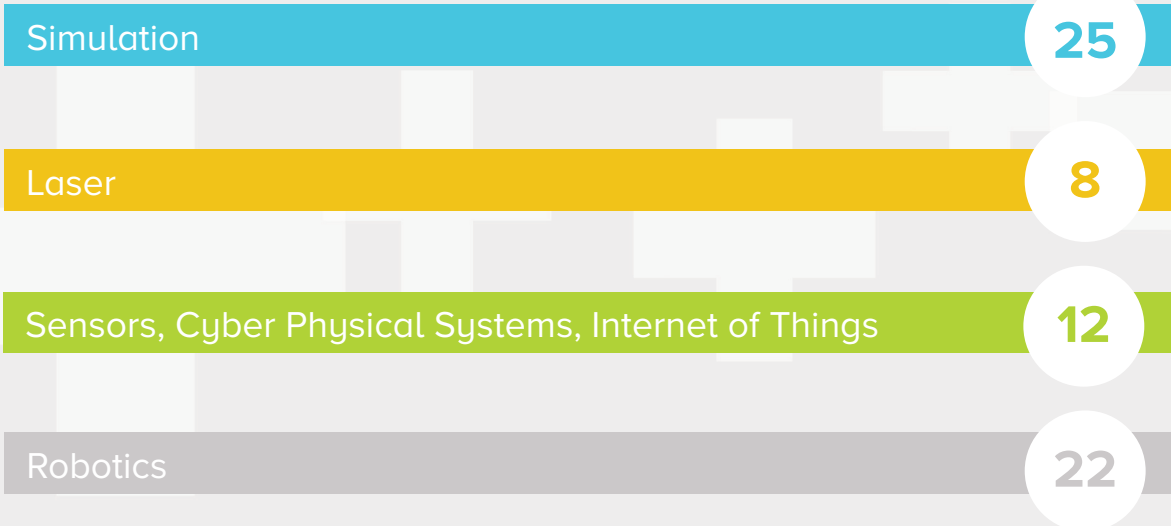 Simulation 25
Laser 8
Sensors, Cyber Physical Systems, Internet of Things 12
Robotics 22